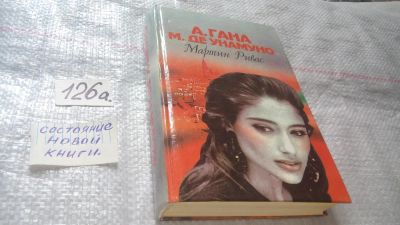 126а.
состояние
новой
книги.
А. ГАНА
М. ДЕ УНАМУНО
Мартин Ривас